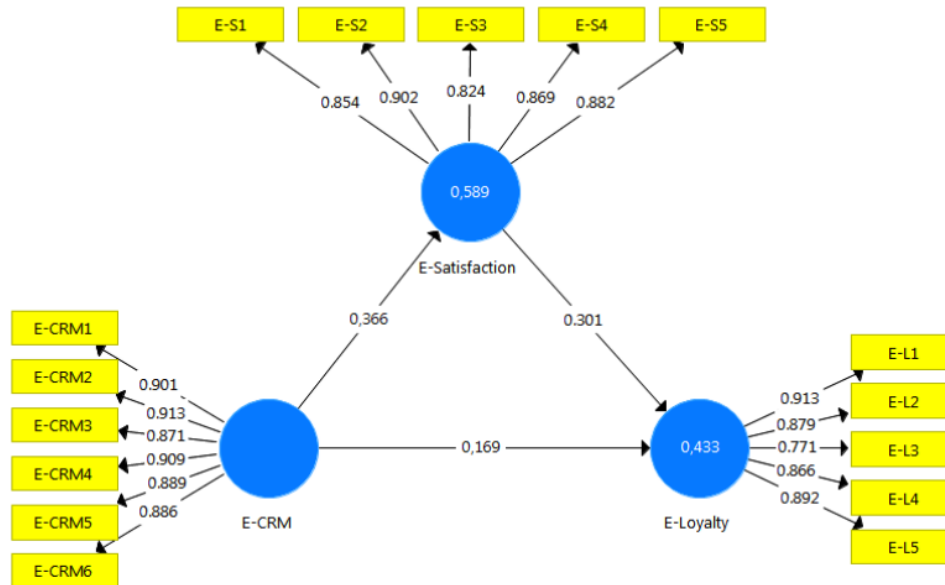 E-S1 E-S2 E-S3 E-S4 E-S5
0.854 0.902 0.824 0.869 0.882
0,589
E-Satisfaction
0,366 0.301
E-CRM1
E-CRM2
E-CRM3
E-CRM4
E-CRM5
E-CRM6
0.901
0.913
0.871
0.909
0.889
0.886
E-CRM
0,169
0,433
E-Loyalty
0.913
0.879
0.771
0.866
0.892
E-L1
E-L2
E-L3
E-L4
E-L5